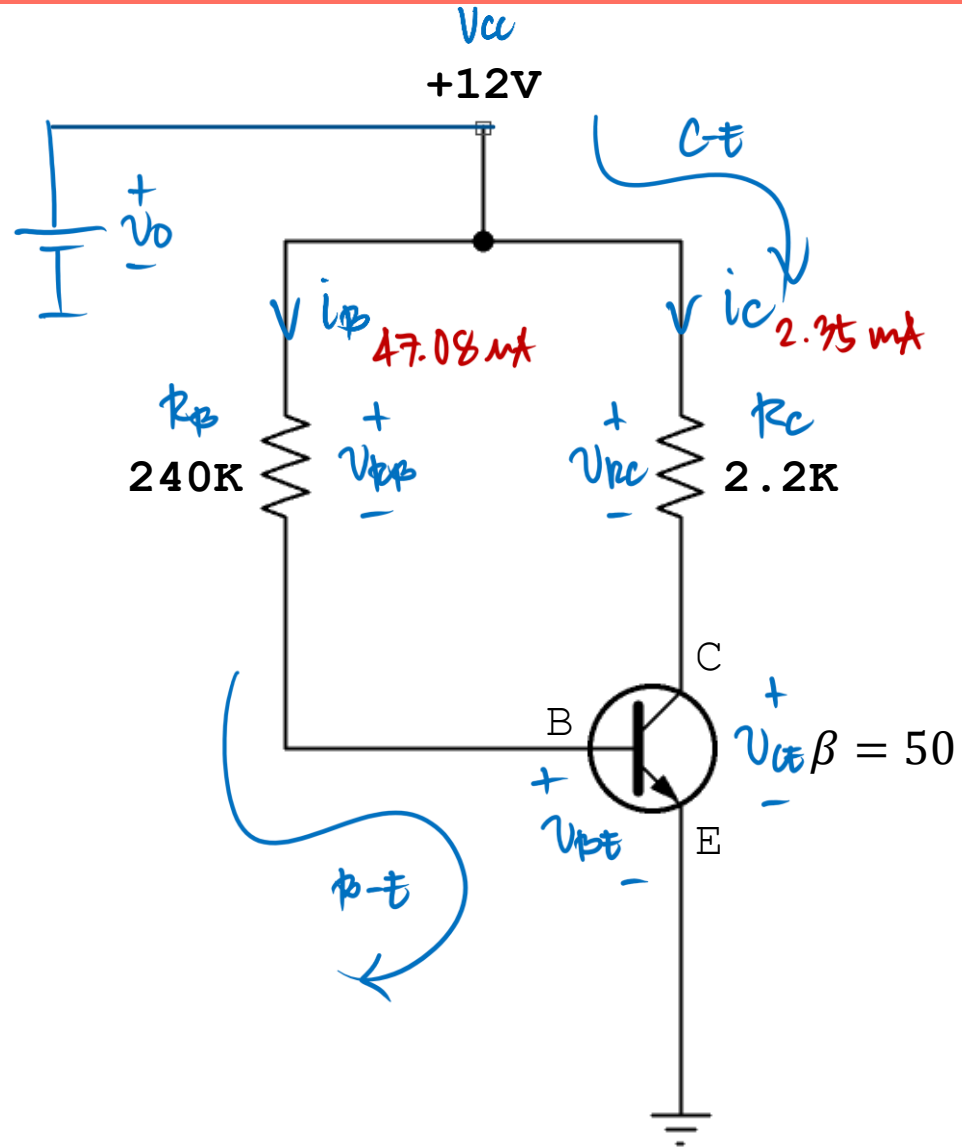 Vcc
+12V
C-E
+
vo
−
iB
47.08 μA
iC
2.35 mA
RB
240K
+
vRB
−
+
vRC
−
RC
2.2K
C
B
+
vCE
−
β = 50
+
vBE
−
E
B-E